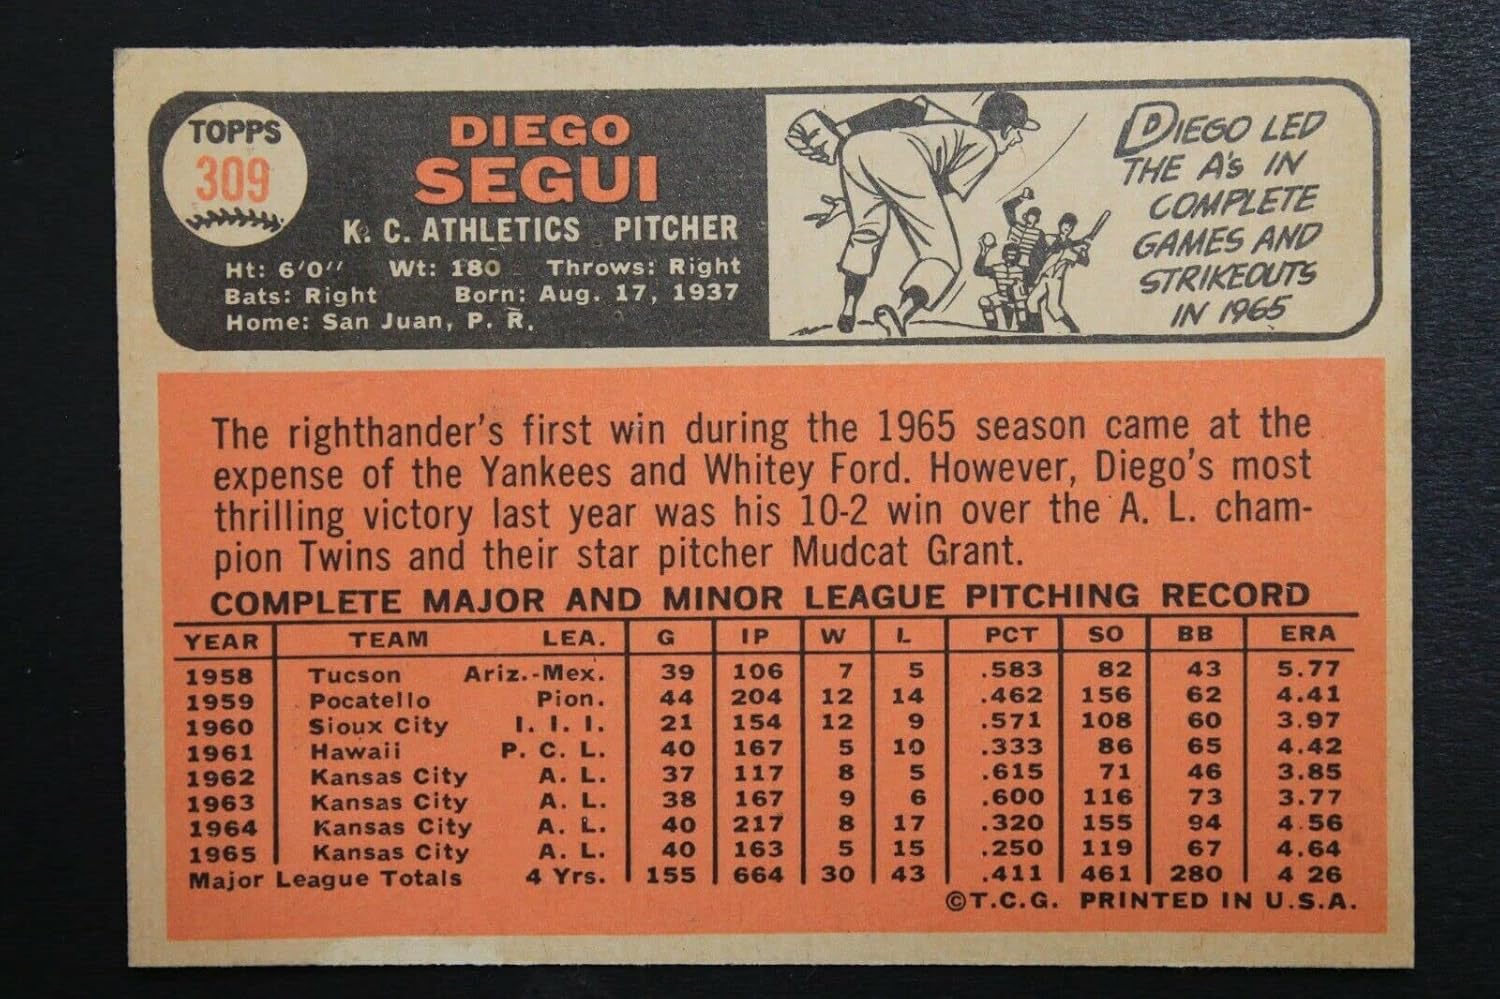 TOPPS
309
DIEGO
SEGUI
K. C. ATHLETICS PITCHER
Ht: 6'0" Wt: 180 Throws: Right
Bats: Right Born: Aug. 17, 1937
Home: San Juan, P. R.
DIEGO LED
THE A's IN
COMPLETE
GAMES AND
STRIKEOUTS
IN 1965
The righthander's first win during the 1965 season came at the
expense of the Yankees and Whitey Ford. However, Diego's most
thrilling victory last year was his 10-2 win over the A. L. cham-
pion Twins and their star pitcher Mudcat Grant.
COMPLETE MAJOR AND MINOR LEAGUE PITCHING RECORD
YEAR TEAM LEA. G IP W L PCT SO BB ERA
1958 Tucson Ariz.-Mex. 39 106 7 5 .583 82 43 5.77
1959 Pocatello Pion. 44 204 12 14 .462 156 62 4.41
1960 Sioux City I. I. I. 21 154 12 9 .571 108 60 3.97
1961 Hawaii P. C. L. 40 167 5 10 .333 86 65 4.42
1962 Kansas City A. L. 37 117 8 5 .615 71 46 3.85
1963 Kansas City A. L. 38 167 9 6 .600 116 73 3.77
1964 Kansas City A. L. 40 217 8 17 .320 155 94 4.56
1965 Kansas City A. L. 40 163 5 15 .250 119 67 4.64
Major League Totals 4 Yrs. 155 664 30 43 .411 461 280 4 26
©T.C.G. PRINTED IN U.S.A.